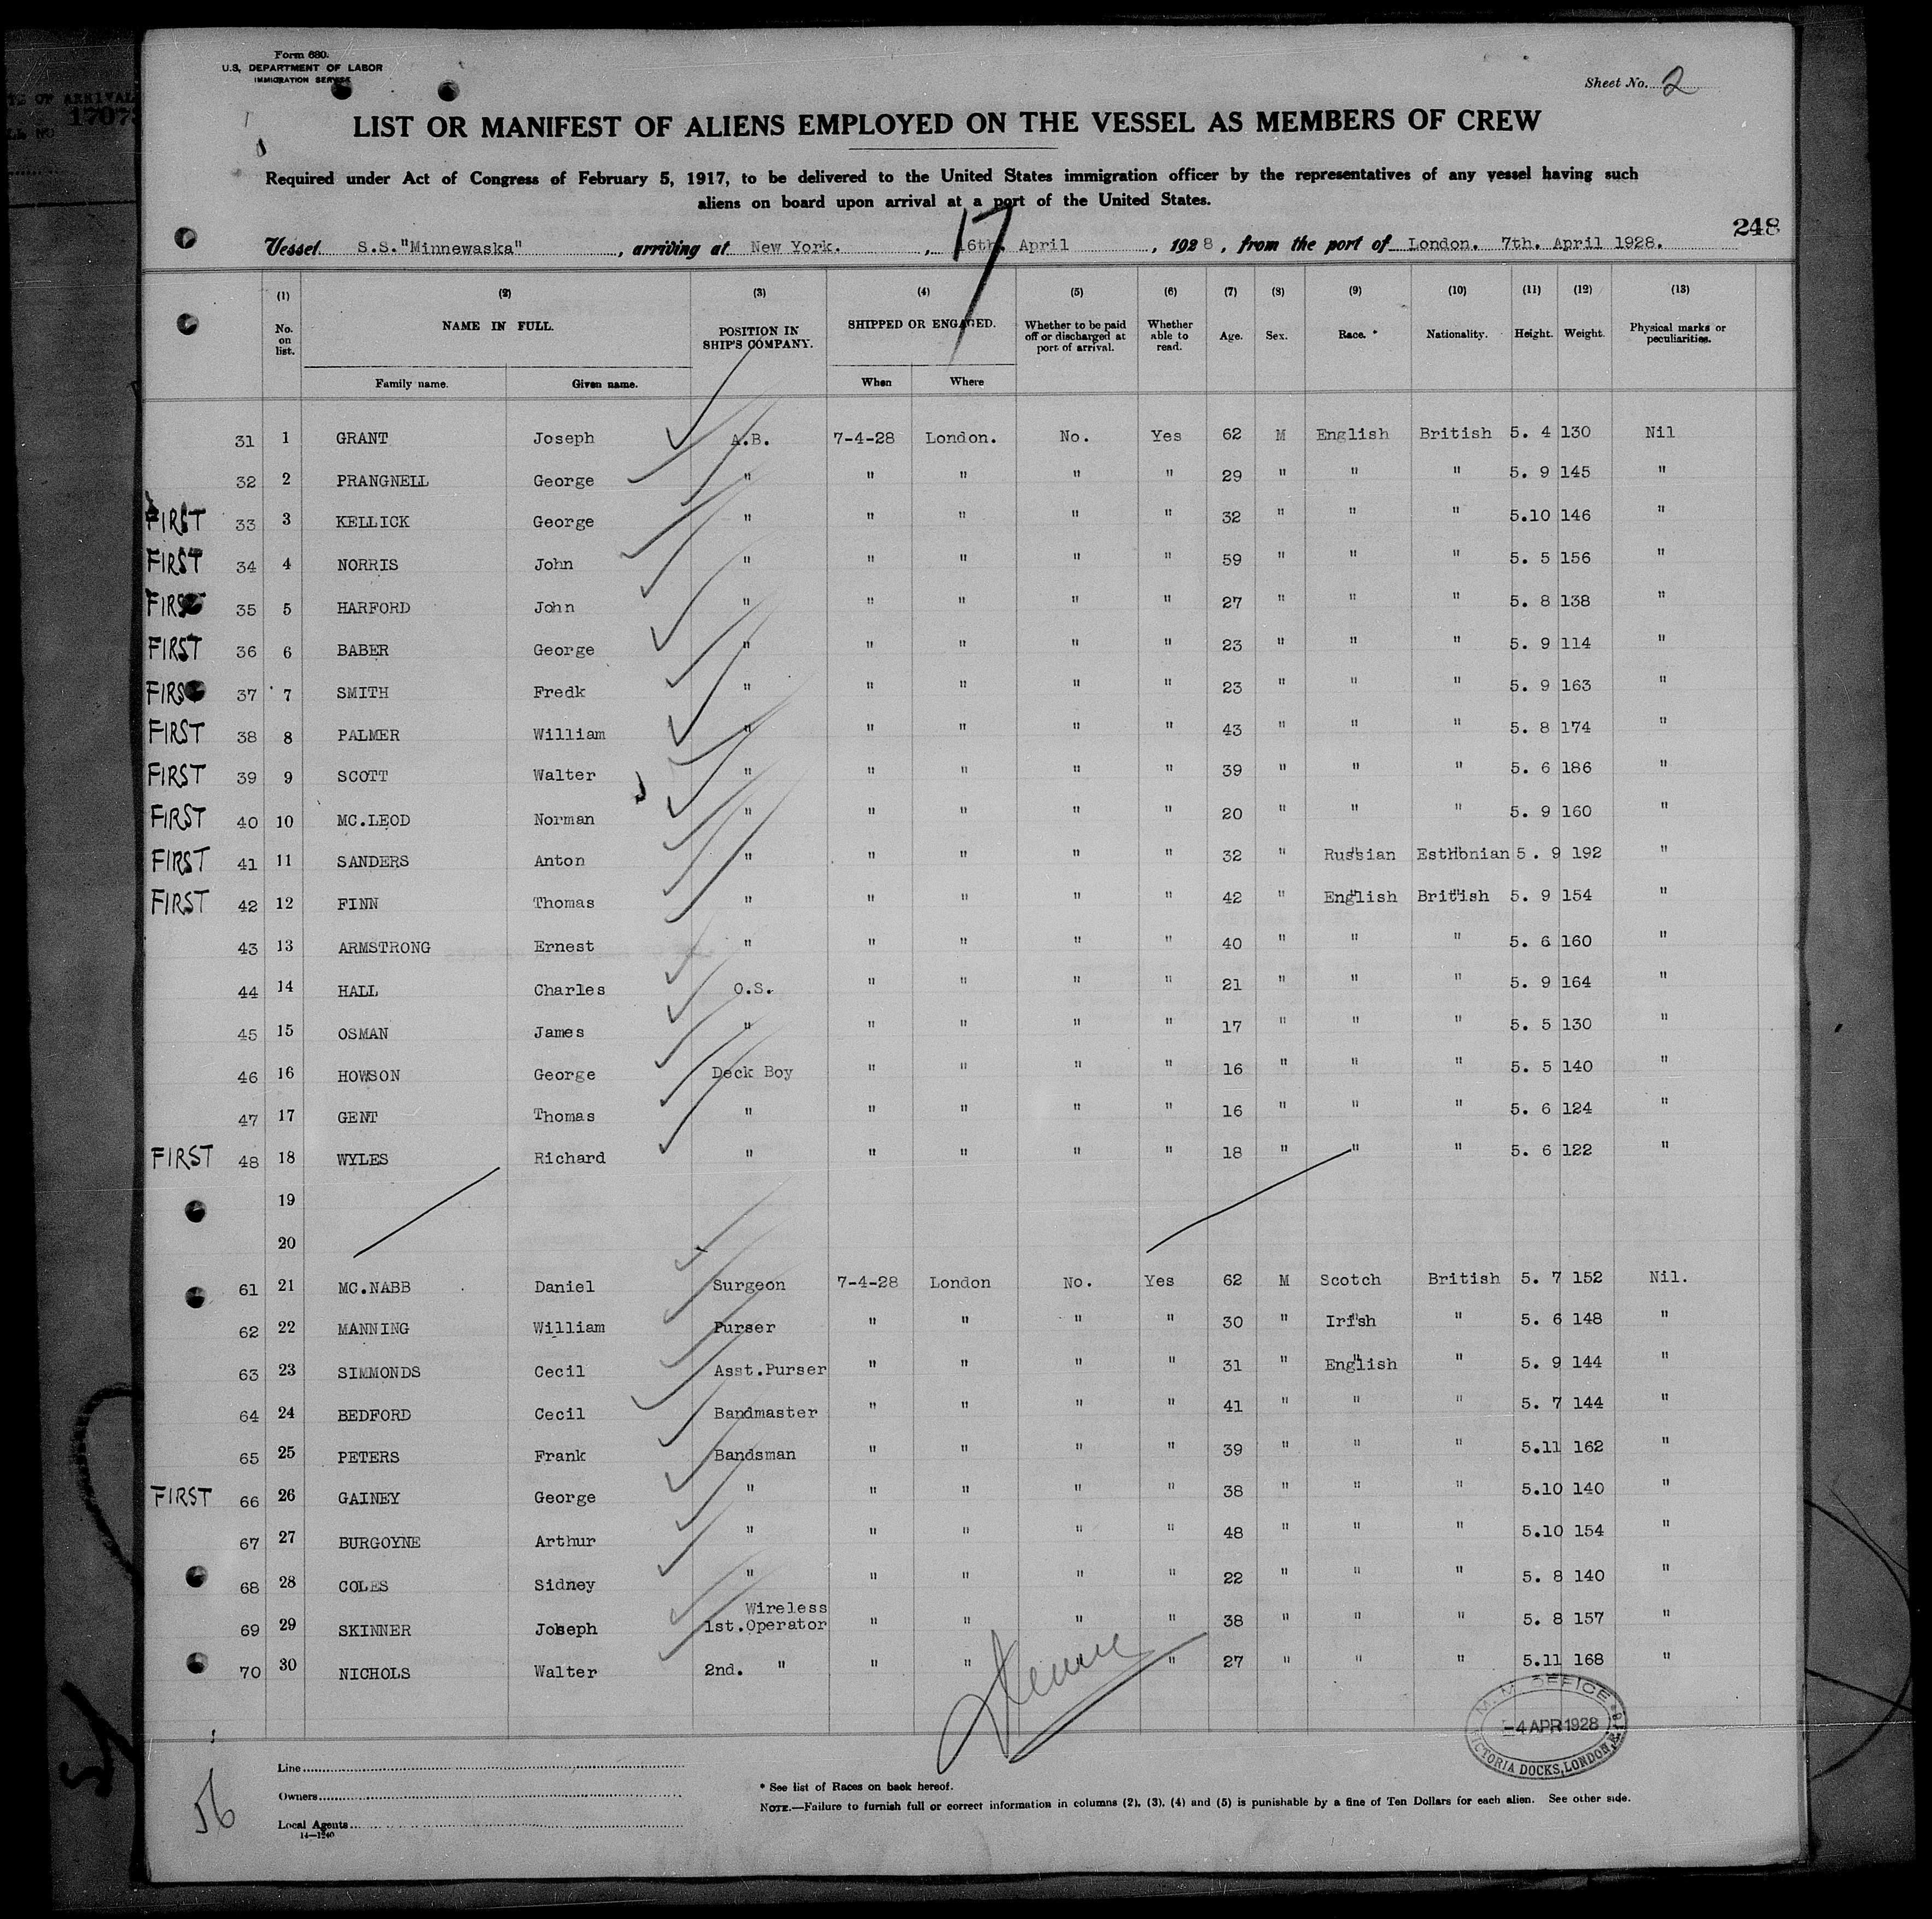 Form 680.
U.S. DEPARTMENT OF LABOR
IMMIGRATION SERVICE
Sheet No. 2
17073
LIST OR MANIFEST OF ALIENS EMPLOYED ON THE VESSEL AS MEMBERS OF CREW
Required under Act of Congress of February 5, 1917, to be delivered to the United States immigration officer by the representatives of any vessel having such
aliens on board upon arrival at a port of the United States.
248
Vessel S.S."Minnewaska", arriving at New York., 16th. April, 1928, from the port of London. 7th. April 1928.
17
(1) (2) (3) (4) (5) (6) (7) (8) (9) (10) (11) (12) (13)
No. on list. NAME IN FULL. POSITION IN SHIP'S COMPANY. SHIPPED OR ENGAGED. Whether to be paid off or discharged at port of arrival. Whether able to read. Age. Sex. Race.* Nationality. Height. Weight. Physical marks or peculiarities.
Family name. Given name. When Where
31 1 GRANT Joseph A.B. 7-4-28 London. No. Yes 62 M English British 5. 4 130 Nil
32 2 PRANGNELL George " " " " " 29 " " " 5. 9 145 "
FIRST 33 3 KELLICK George " " " " " 32 " " " 5.10 146 "
FIRST 34 4 NORRIS John " " " " " 59 " " " 5. 5 156 "
FIRST 35 5 HARFORD John " " " " " 27 " " " 5. 8 138 "
FIRST 36 6 BABER George " " " " " 23 " " " 5. 9 114 "
FIRST 37 7 SMITH Fredk " " " " " 23 " " " 5. 9 163 "
FIRST 38 8 PALMER William " " " " " 43 " " " 5. 8 174 "
FIRST 39 9 SCOTT Walter " " " " " 39 " " " 5. 6 186 "
FIRST 40 10 MC.LEOD Norman " " " " " 20 " " " 5. 9 160 "
FIRST 41 11 SANDERS Anton " " " " " 32 " Russian Esthonian 5. 9 192 "
FIRST 42 12 FINN Thomas " " " " " 42 " English British 5. 9 154 "
43 13 ARMSTRONG Ernest " " " " " 40 " " " 5. 6 160 "
44 14 HALL Charles O.S. " " " " 21 " " " 5. 9 164 "
45 15 OSMAN James " " " " " 17 " " " 5. 5 130 "
46 16 HOWSON George Deck Boy " " " " 16 " " " 5. 5 140 "
47 17 GENT Thomas " " " " " 16 " " " 5. 6 124 "
FIRST 48 18 WYLES Richard " " " " " 18 " " " 5. 6 122 "
19
20
61 21 MC.NABB Daniel Surgeon 7-4-28 London No. Yes 62 M Scotch British 5. 7 152 Nil.
62 22 MANNING William Purser " " " " 30 " Irish " 5. 6 148 "
63 23 SIMMONDS Cecil Asst.Purser " " " " 31 " English " 5. 9 144 "
64 24 BEDFORD Cecil Bandmaster " " " " 41 " " " 5. 7 144 "
65 25 PETERS Frank Bandsman " " " " 39 " " " 5.11 162 "
FIRST 66 26 GAINEY George " " " " " 38 " " " 5.10 140 "
67 27 BURGOYNE Arthur " " " " " 48 " " " 5.10 154 "
68 28 COLES Sidney " " " " " 22 " " " 5. 8 140 "
69 29 SKINNER Joseph 1st. Wireless Operator " " " " 38 " " " 5. 8 157 "
70 30 NICHOLS Walter 2nd. " " " " 27 " " " 5.11 168 "
M.M. OFFICE
-4 APR 1928
VICTORIA DOCKS, LONDON, E.
Line
Owners
Local Agents
14—1240
56
* See list of Races on back hereof.
NOTE.—Failure to furnish full or correct information in columns (2), (3), (4) and (5) is punishable by a fine of Ten Dollars for each alien. See other side.